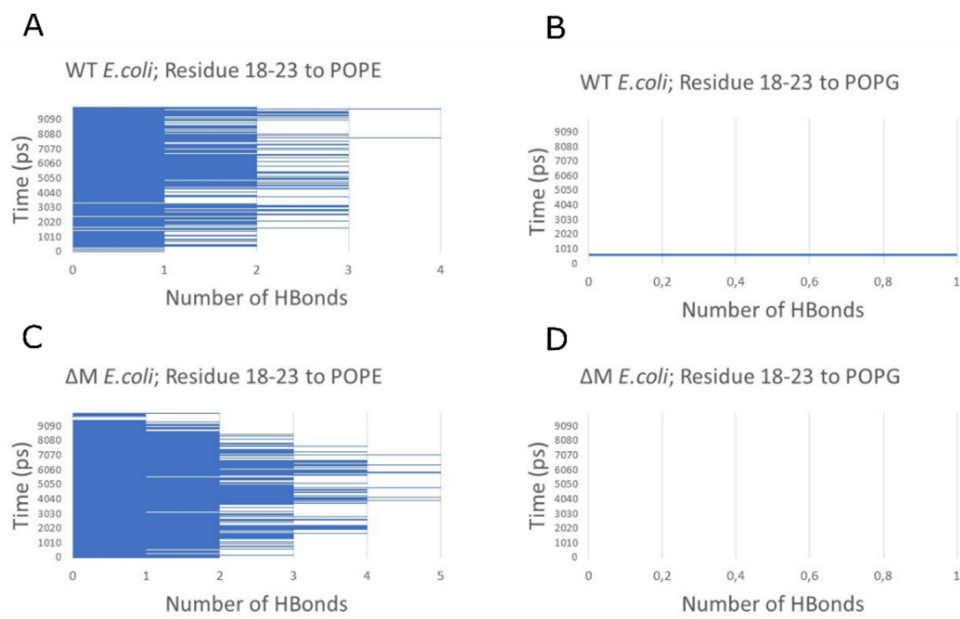 A
WT E.coli; Residue 18-23 to POPE
Time (ps)
9090
8080
7070
6060
5050
4040
3030
2020
1010
0
0 1 2 3 4
Number of HBonds
B
WT E.coli; Residue 18-23 to POPG
Time (ps)
9090
8080
7070
6060
5050
4040
3030
2020
1010
0
0 0,2 0,4 0,6 0,8 1
Number of HBonds
C
ΔM E.coli; Residue 18-23 to POPE
Time (ps)
9090
8080
7070
6060
5050
4040
3030
2020
1010
0
0 1 2 3 4 5
Number of HBonds
D
ΔM E.coli; Residue 18-23 to POPG
Time (ps)
9090
8080
7070
6060
5050
4040
3030
2020
1010
0
0 0,2 0,4 0,6 0,8 1
Number of HBonds